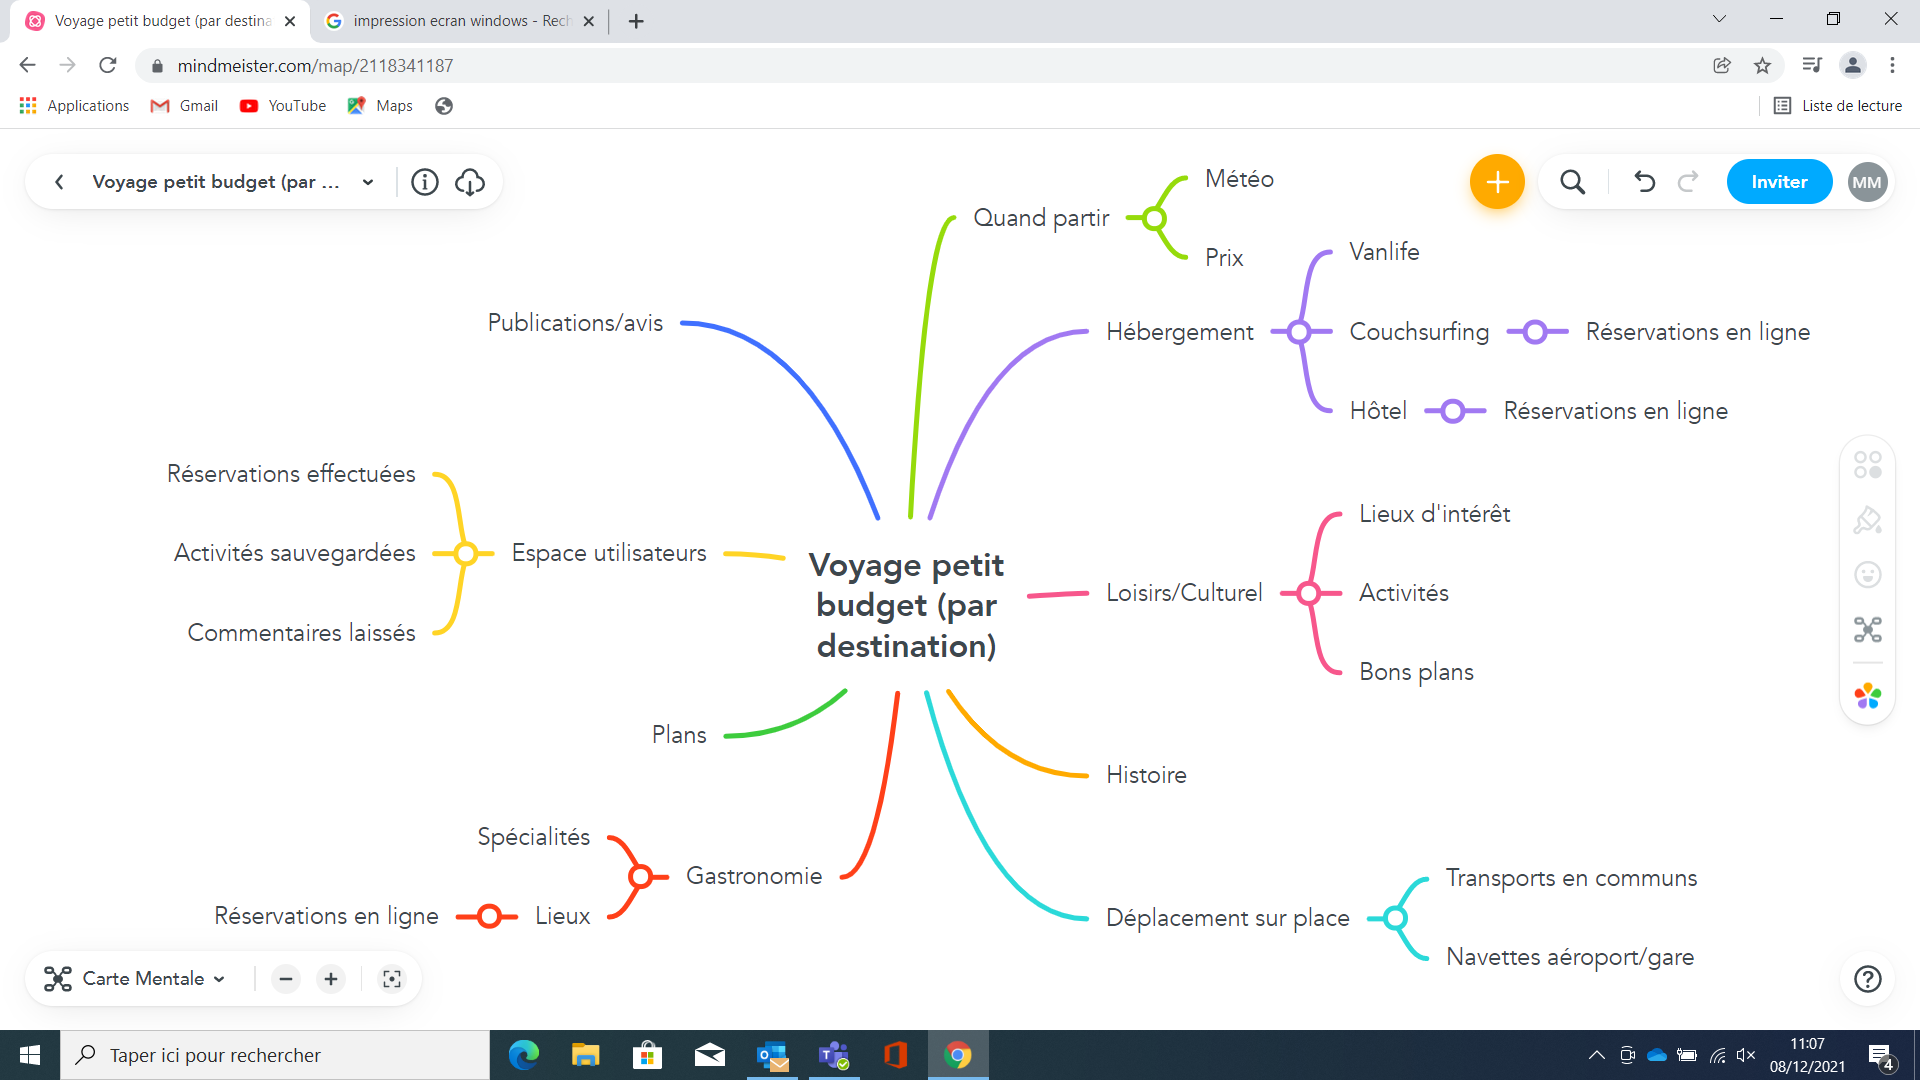 Voyage petit budget (par destina
impression ecran windows - Rech
mindmeister.com/map/2118341187
Applications
Gmail
YouTube
Maps
Liste de lecture
Voyage petit budget (par ...
Inviter
MM
Météo
Quand partir
Prix
Vanlife
Publications/avis
Hébergement
Couchsurfing
Réservations en ligne
Hôtel
Réservations en ligne
Réservations effectuées
Lieux d'intérêt
Activités sauvegardées
Espace utilisateurs
Voyage petit
budget (par
destination)
Loisirs/Culturel
Activités
Commentaires laissés
Bons plans
Plans
Histoire
Spécialités
Gastronomie
Transports en communs
Réservations en ligne
Lieux
Déplacement sur place
Navettes aéroport/gare
Carte Mentale
Taper ici pour rechercher
11:07
08/12/2021
4